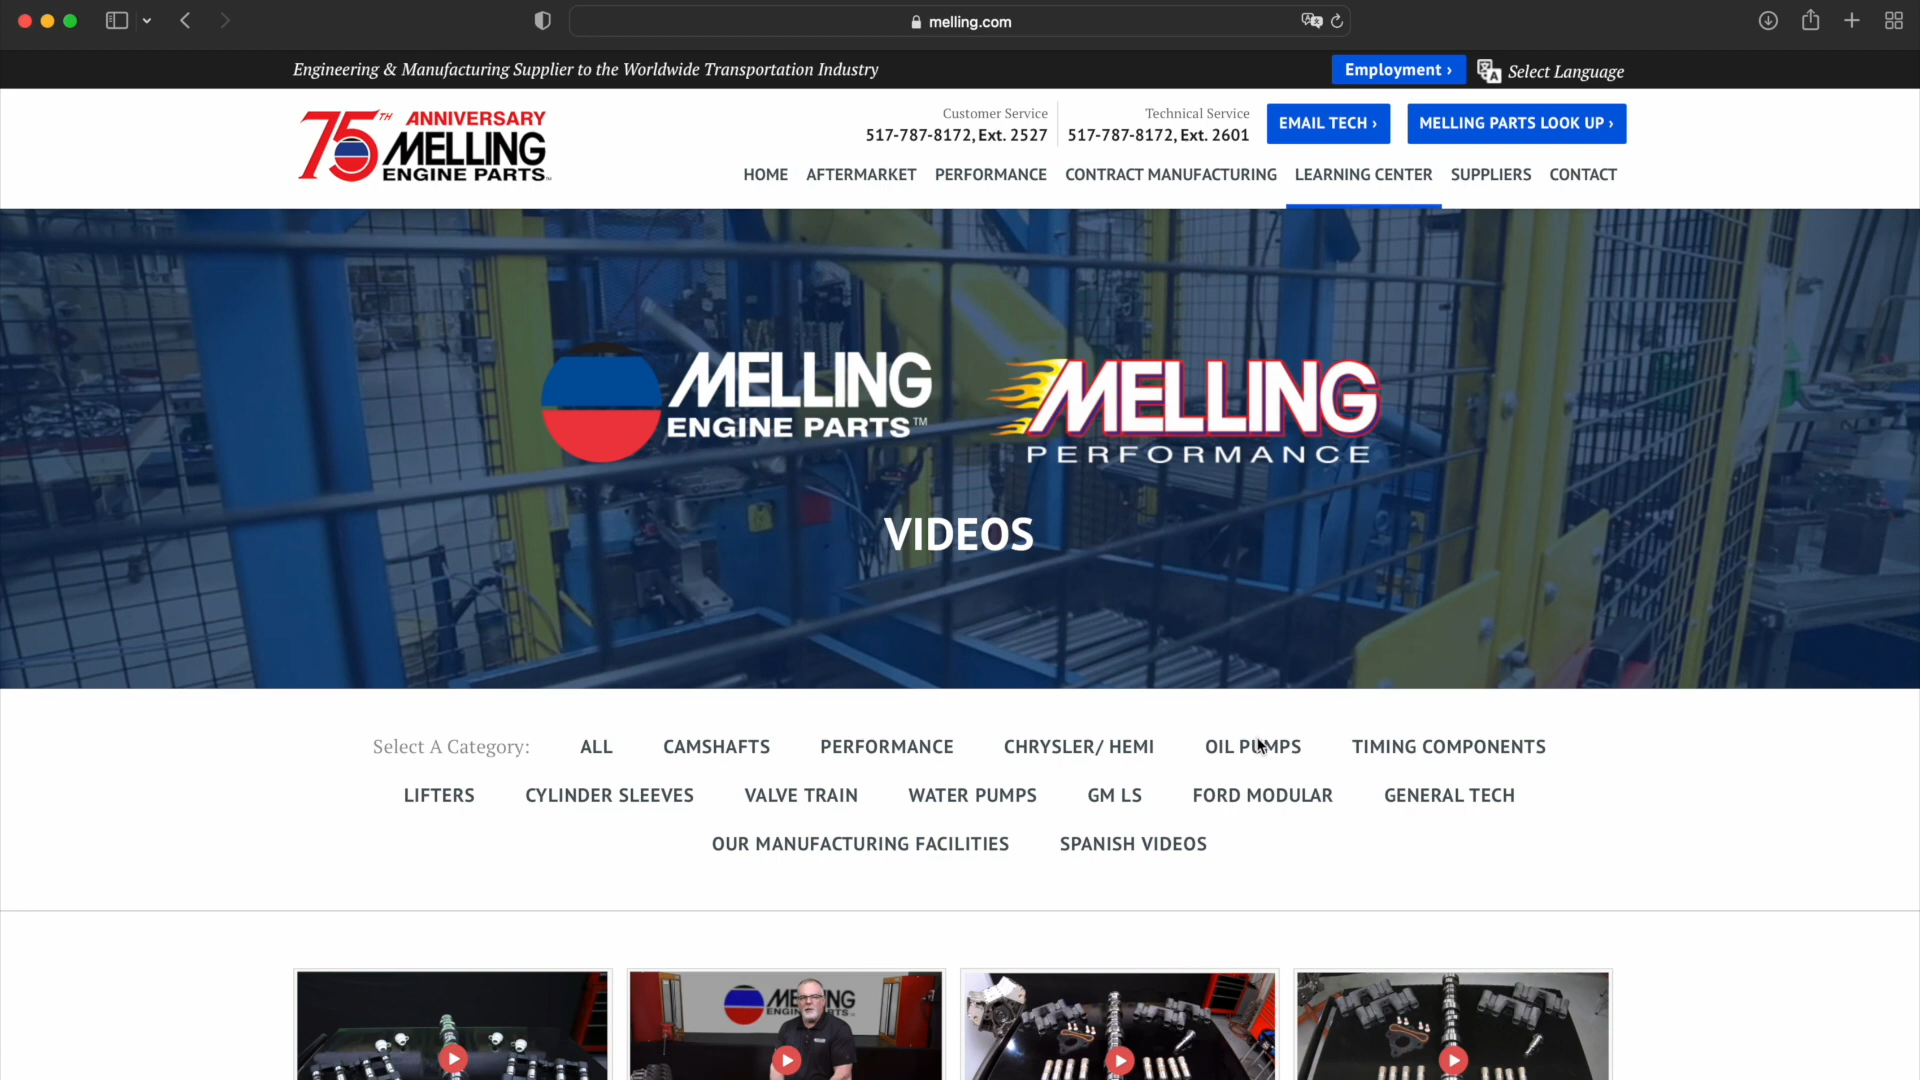 melling.com
Engineering & Manufacturing Supplier to the Worldwide Transportation Industry
Employment ›
Select Language
75TH ANNIVERSARY
MELLING
ENGINE PARTS™
Customer Service
517-787-8172, Ext. 2527
Technical Service
517-787-8172, Ext. 2601
EMAIL TECH ›
MELLING PARTS LOOK UP ›
HOME AFTERMARKET PERFORMANCE CONTRACT MANUFACTURING LEARNING CENTER SUPPLIERS CONTACT
MELLING
ENGINE PARTS™
MELLING
PERFORMANCE
VIDEOS
Select A Category: ALL CAMSHAFTS PERFORMANCE CHRYSLER/ HEMI OIL PUMPS TIMING COMPONENTS
LIFTERS CYLINDER SLEEVES VALVE TRAIN WATER PUMPS GM LS FORD MODULAR GENERAL TECH
OUR MANUFACTURING FACILITIES SPANISH VIDEOS